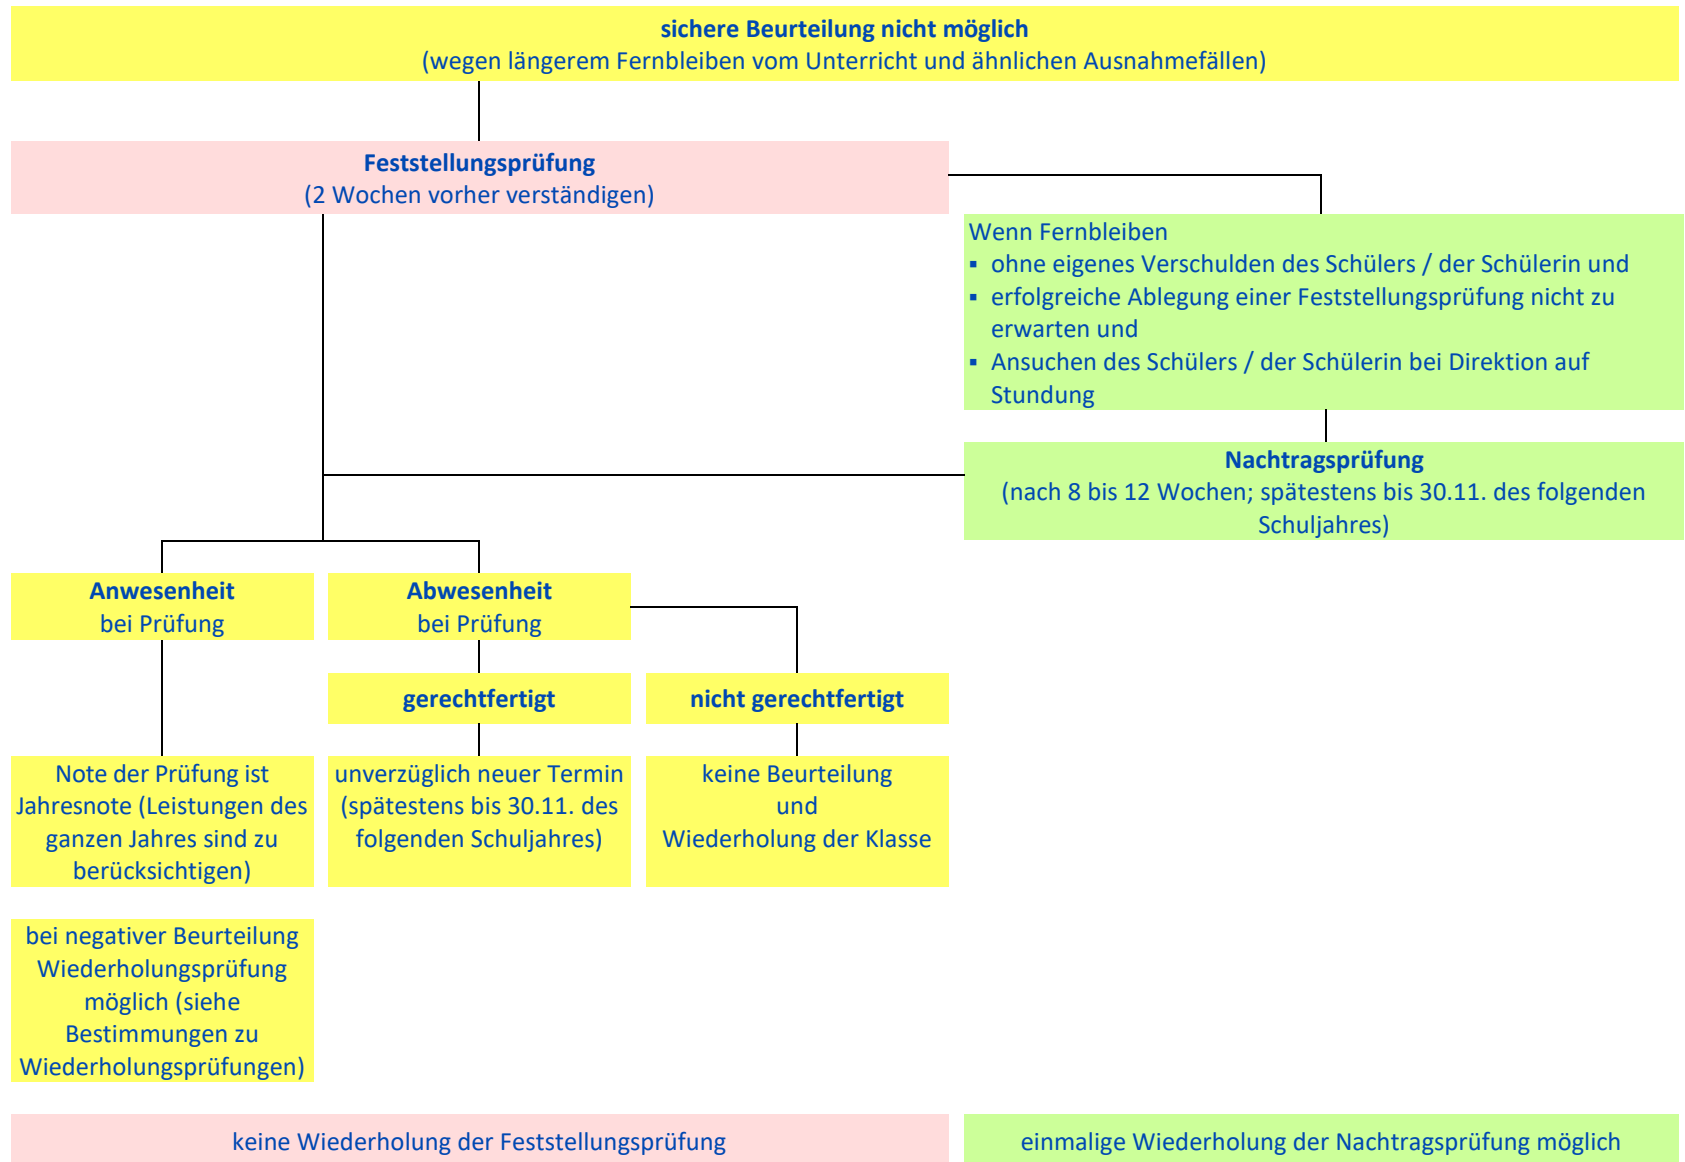 sichere Beurteilung nicht möglich
(wegen längerem Fernbleiben vom Unterricht und ähnlichen Ausnahmefällen)
Feststellungsprüfung
(2 Wochen vorher verständigen)
Wenn Fernbleiben
▪ ohne eigenes Verschulden des Schülers / der Schülerin und
▪ erfolgreiche Ablegung einer Feststellungsprüfung nicht zu
erwarten und
▪ Ansuchen des Schülers / der Schülerin bei Direktion auf
Stundung
Nachtragsprüfung
(nach 8 bis 12 Wochen; spätestens bis 30.11. des folgenden
Schuljahres)
Anwesenheit
bei Prüfung
Abwesenheit
bei Prüfung
gerechtfertigt
nicht gerechtfertigt
Note der Prüfung ist
Jahresnote (Leistungen des
ganzen Jahres sind zu
berücksichtigen)
unverzüglich neuer Termin
(spätestens bis 30.11. des
folgenden Schuljahres)
keine Beurteilung
und
Wiederholung der Klasse
bei negativer Beurteilung
Wiederholungsprüfung
möglich (siehe
Bestimmungen zu
Wiederholungsprüfungen)
keine Wiederholung der Feststellungsprüfung
einmalige Wiederholung der Nachtragsprüfung möglich